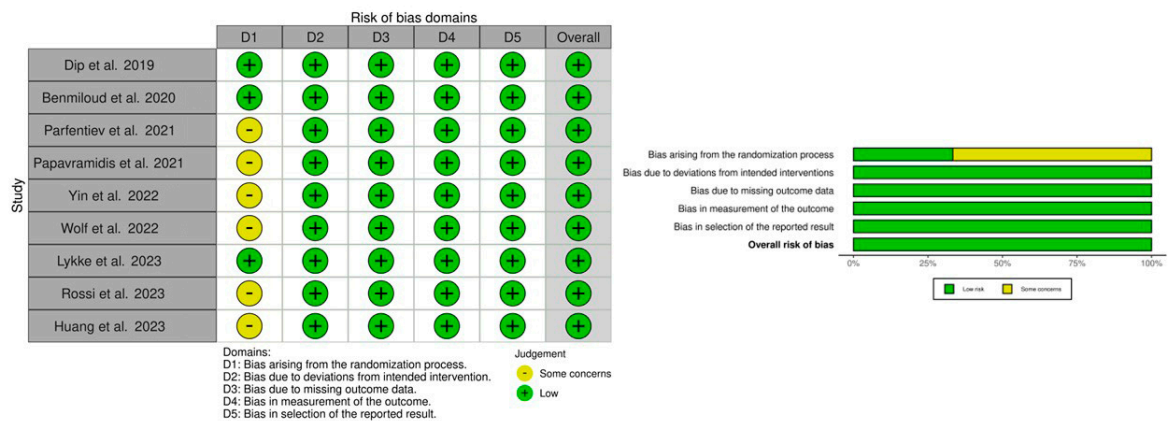 Risk of bias domains
D1 D2 D3 D4 D5 Overall
Study
Dip et al. 2019 + + + + + +
Benmiloud et al. 2020 + + + + + +
Parfentiev et al. 2021 - + + + + +
Papavramidis et al. 2021 - + + + + +
Yin et al. 2022 - + + + + +
Wolf et al. 2022 - + + + + +
Lykke et al. 2023 + + + + + +
Rossi et al. 2023 - + + + + +
Huang et al. 2023 - + + + + +
Domains:
D1: Bias arising from the randomization process.
D2: Bias due to deviations from intended intervention.
D3: Bias due to missing outcome data.
D4: Bias in measurement of the outcome.
D5: Bias in selection of the reported result.
Judgement
- Some concerns
+ Low
Bias arising from the randomization process
Bias due to deviations from intended interventions
Bias due to missing outcome data
Bias in measurement of the outcome
Bias in selection of the reported result
Overall risk of bias
0% 25% 50% 75% 100%
Low risk Some concerns